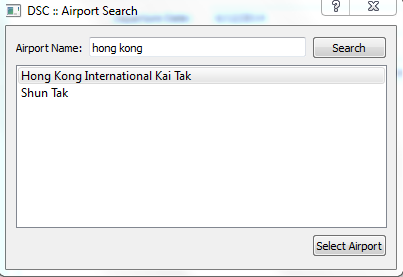 DSC :: Airport Search
Airport Name: hong kong Search
Hong Kong International Kai Tak
Shun Tak
Select Airport